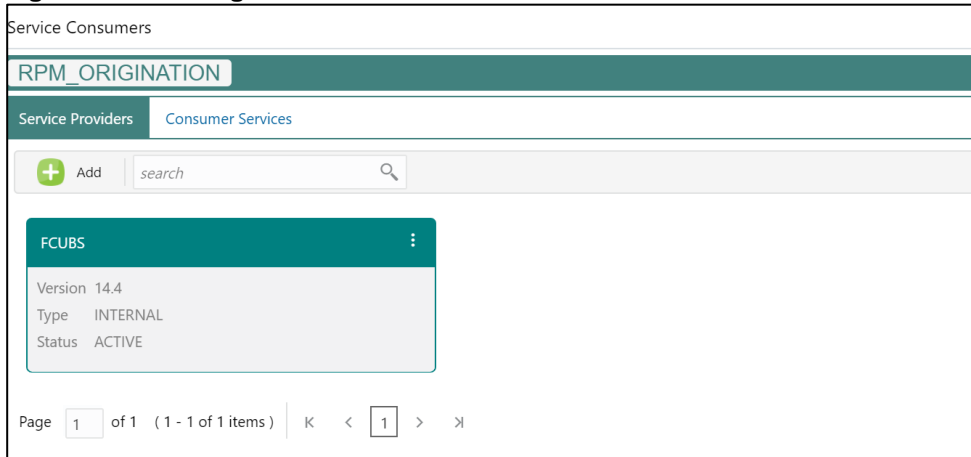 Service Consumers
RPM_ORIGINATION
Service Providers Consumer Services
Add search
FCUBS
Version 14.4
Type INTERNAL
Status ACTIVE
Page 1 of 1 ( 1 - 1 of 1 items ) K < 1 > >|